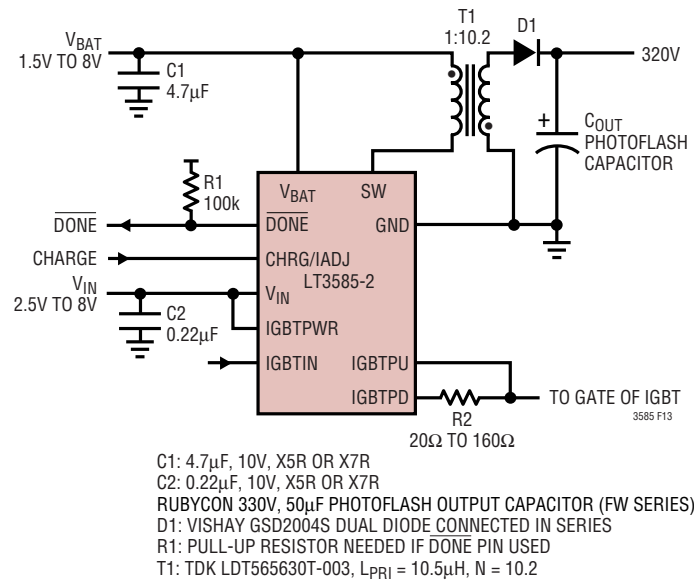 T1
1:10.2
D1
V_BAT
1.5V TO 8V
320V
C1
4.7µF
+
C_OUT
PHOTOFLASH
CAPACITOR
R1
100k
V_BAT
SW
DONE
DONE
GND
CHARGE
CHRG/IADJ
LT3585-2
V_IN
2.5V TO 8V
V_IN
C2
0.22µF
IGBTPWR
IGBTIN
IGBTPU
IGBTPD
TO GATE OF IGBT
R2
20Ω TO 160Ω
3585 F13
C1: 4.7µF, 10V, X5R OR X7R
C2: 0.22µF, 10V, X5R OR X7R
RUBYCON 330V, 50µF PHOTOFLASH OUTPUT CAPACITOR (FW SERIES)
D1: VISHAY GSD2004S DUAL DIODE CONNECTED IN SERIES
R1: PULL-UP RESISTOR NEEDED IF DONE PIN USED
T1: TDK LDT565630T-003, L_PRI = 10.5µH, N = 10.2